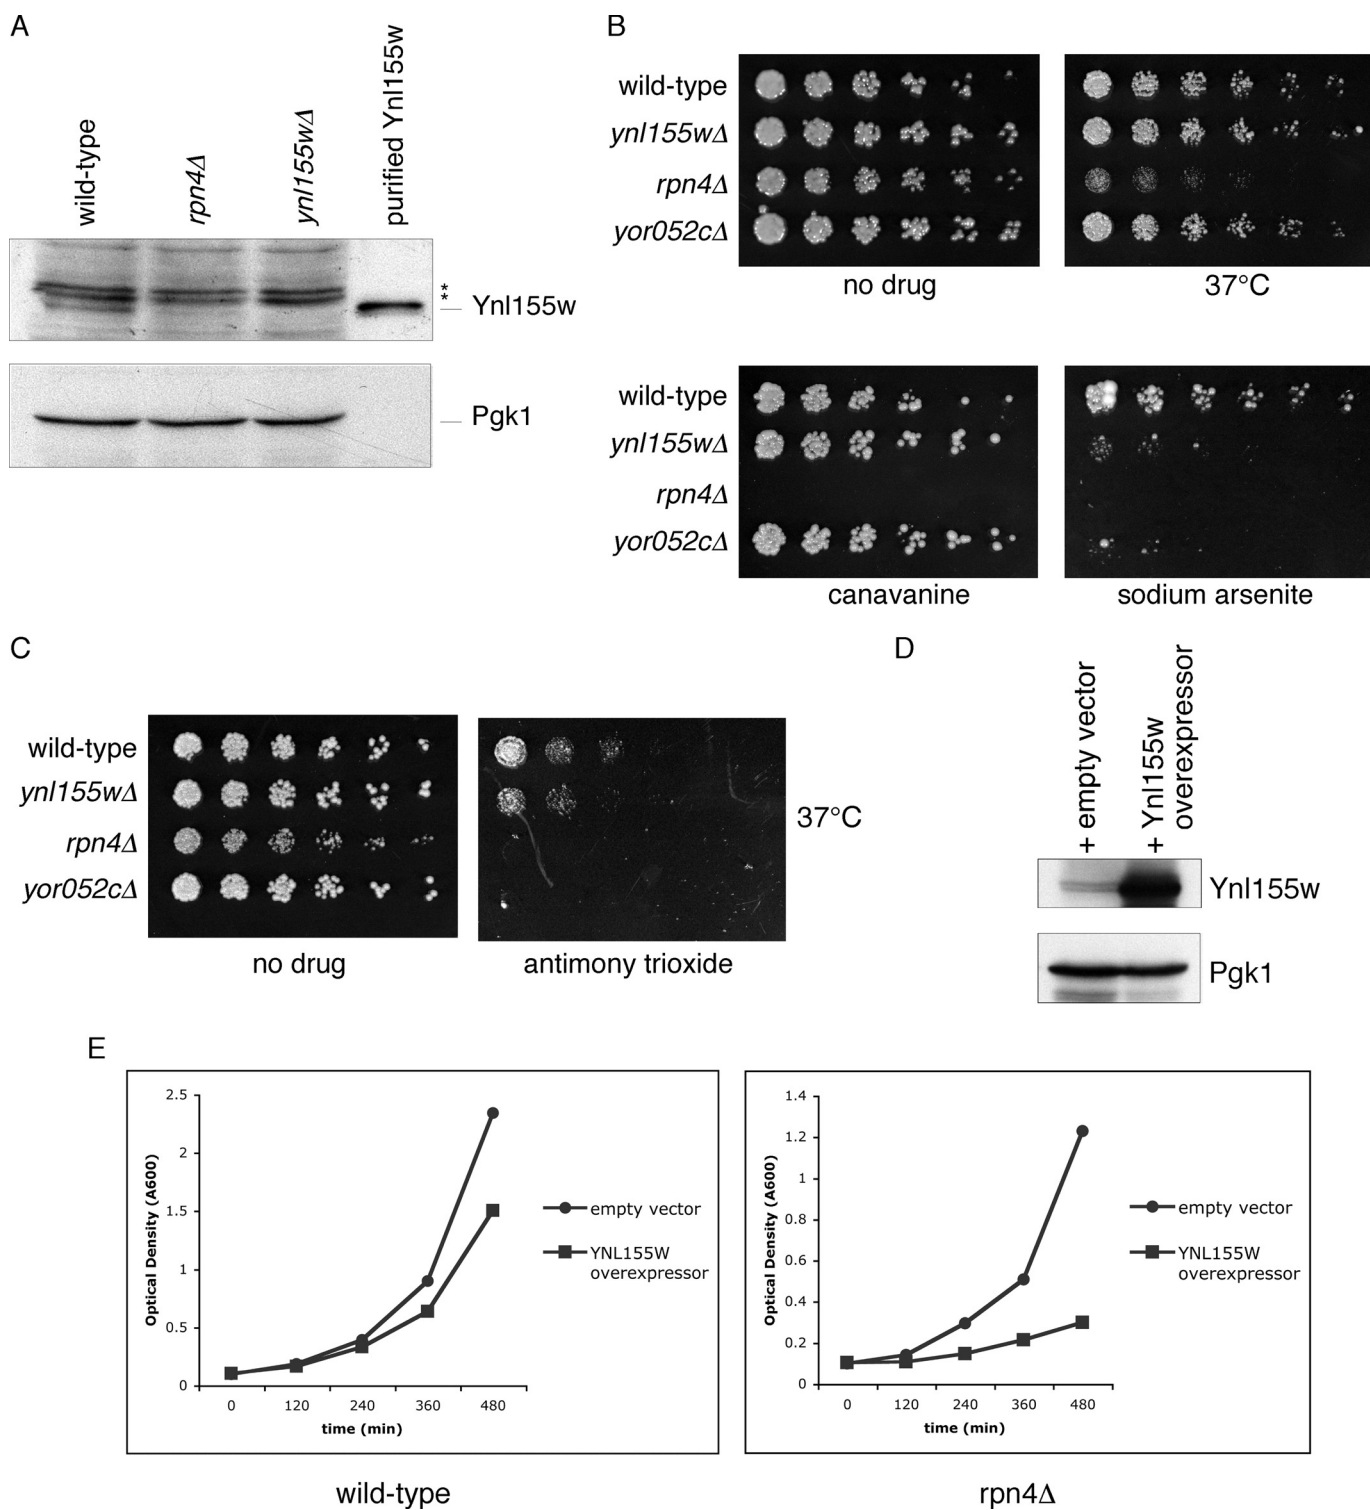 A
wild-type
rpn4Δ
ynl155wΔ
purified Ynl155w
*
*
Ynl155w
Pgk1
B
wild-type
ynl155wΔ
rpn4Δ
yor052cΔ
no drug
37°C
wild-type
ynl155wΔ
rpn4Δ
yor052cΔ
canavanine
sodium arsenite
C
wild-type
ynl155wΔ
rpn4Δ
yor052cΔ
37°C
no drug
antimony trioxide
D
+ empty vector
+ Ynl155w
overexpressor
Ynl155w
Pgk1
E
Optical Density (A600)
2.5
2
1.5
1
0.5
0
0 120 240 360 480
time (min)
empty vector
YNL155W
overexpressor
wild-type
Optical Density (A600)
1.4
1.2
1
0.8
0.6
0.4
0.2
0
0 120 240 360 480
time (min)
empty vector
YNL155W
overexpressor
rpn4Δ